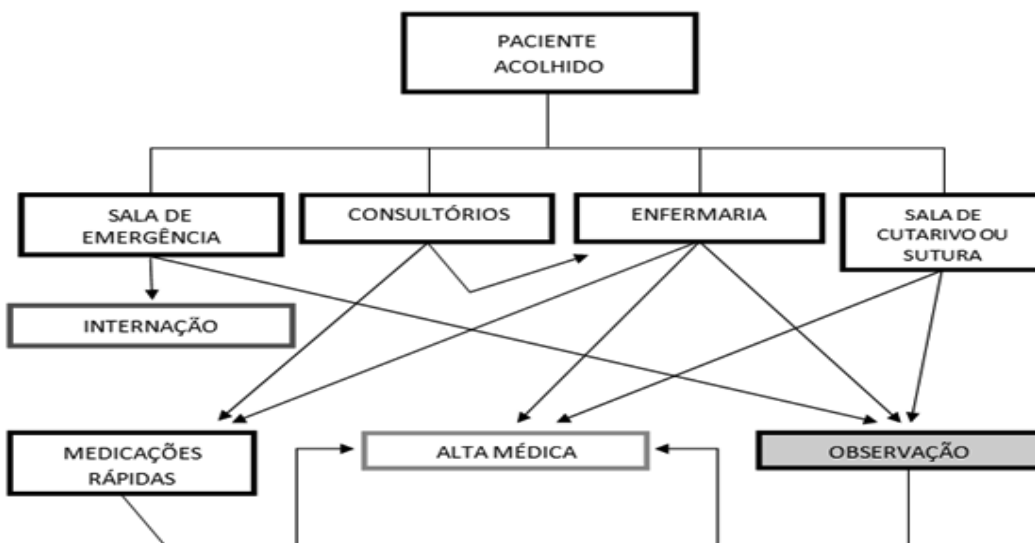 PACIENTE
ACOLHIDO
SALA DE
EMERGÊNCIA
CONSULTÓRIOS
ENFERMARIA
SALA DE
CUTARIVO OU
SUTURA
INTERNAÇÃO
MEDICAÇÕES
RÁPIDAS
ALTA MÉDICA
OBSERVAÇÃO